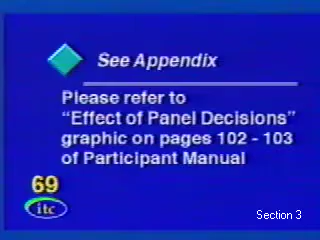 See Appendix
Please refer to
“Effect of Panel Decisions”
graphic on pages 102 - 103
of Participant Manual
69
itc
Section 3